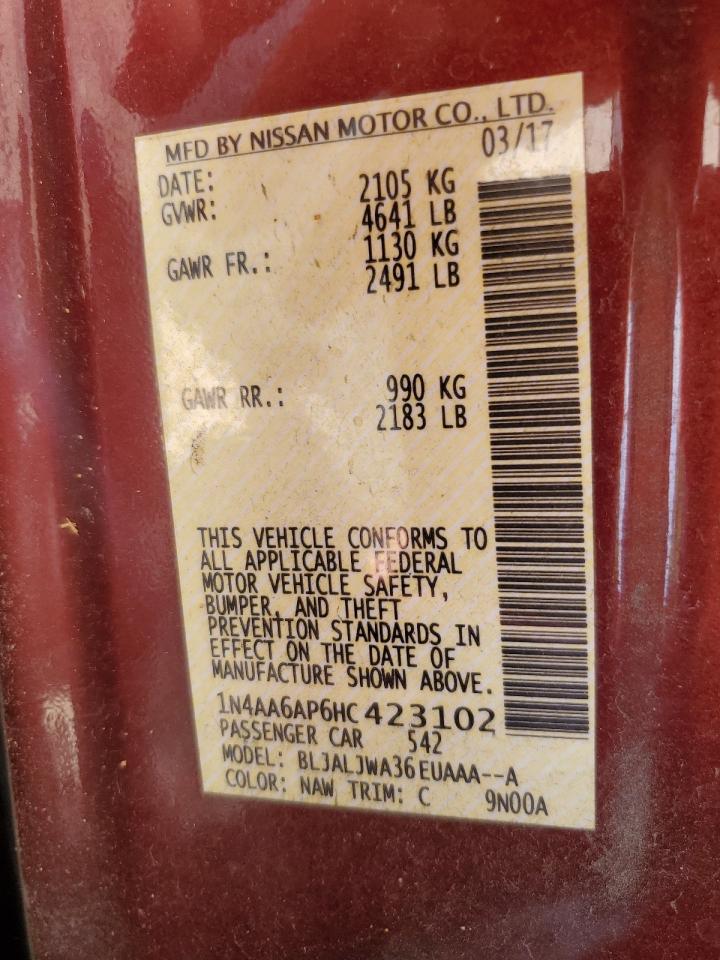 MFD BY NISSAN MOTOR CO., LTD.
DATE: 03/17
GVWR: 2105 KG
4641 LB
GAWR FR.: 1130 KG
2491 LB
GAWR RR.: 990 KG
2183 LB
THIS VEHICLE CONFORMS TO
ALL APPLICABLE FEDERAL
MOTOR VEHICLE SAFETY,
BUMPER, AND THEFT
PREVENTION STANDARDS IN
EFFECT ON THE DATE OF
MANUFACTURE SHOWN ABOVE.
1N4AA6AP6HC423102
PASSENGER CAR 542
MODEL: BLJALJWA36EUAAA--A
COLOR: NAW TRIM: C 9N00A